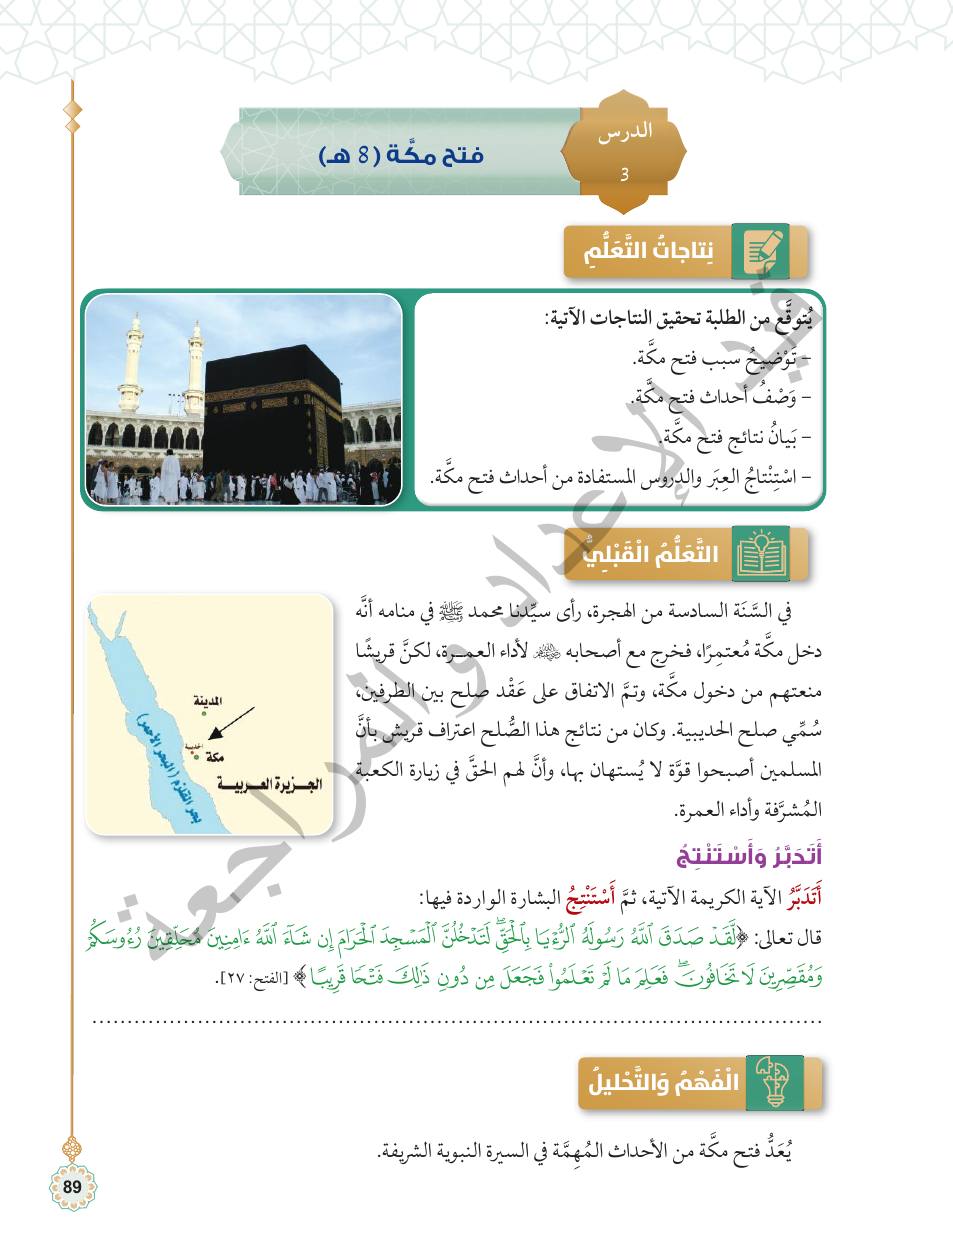 الدرس
3
فتح مكَّة (8 هـ)
نِتاجاتُ التَّعَلُّمِ
يُتوقَّع من الطلبة تحقيق النتاجات الآتية:
- تَوْضيحُ سبب فتح مكَّة.
- وَصْفُ أحداث فتح مكَّة.
- بَيانُ نتائج فتح مكَّة.
- اسْتِنْتاجُ العِبَر والدروس المستفادة من أحداث فتح مكَّة.
التَّعَلُّمُ الْقَبْلِيُّ
في السَّنَة السادسة من الهجرة، رأى سيِّدنا محمد ﷺ في منامه أنَّه
دخل مكَّة مُعتمِرًا، فخرج مع أصحابه لأداء العمـرة، لكنَّ قريشًا
منعتهم من دخول مكَّة، وتمَّ الاتفاق على عَقْد صلح بين الطرفين،
سُمِّي صلح الحديبية. وكان من نتائج هذا الصُّلح اعتراف قريش بأنَّ
المسلمين أصبحوا قوَّة لا يُستهان بها، وأنَّ لهم الحقَّ في زيارة الكعبة
المُشرَّفة وأداء العمرة.
المدينة
الحديبية
مكة
بحر القلزم (البحر الأحمر)
الجـزيرة العـربيـة
أَتَدَبَّرُ وَأَسْتَنْتِجُ
أَتَدَبَّرُ الآية الكريمة الآتية، ثمَّ أَسْتَنْتِجُ البشارة الواردة فيها:
قال تعالى: ﴿لَّقَدۡ صَدَقَ ٱللَّهُ رَسُولَهُ ٱلرُّءۡيَا بِٱلۡحَقِّۖ لَتَدۡخُلُنَّ ٱلۡمَسۡجِدَ ٱلۡحَرَامَ إِن شَآءَ ٱللَّهُ ءَامِنِينَ مُحَلِّقِينَ رُءُوسَكُمۡ
وَمُقَصِّرِينَ لَا تَخَافُونَۖ فَعَلِمَ مَا لَمۡ تَعۡلَمُواْ فَجَعَلَ مِن دُونِ ذَٰلِكَ فَتۡحٗا قَرِيبًا﴾ [الفتح: ٢٧].
الْفَهْمُ وَالتَّحْليلُ
يُعَدُّ فتح مكَّة من الأحداث المُهِمَّة في السيرة النبوية الشريفة.
89
قيد الإعداد والمراجعة